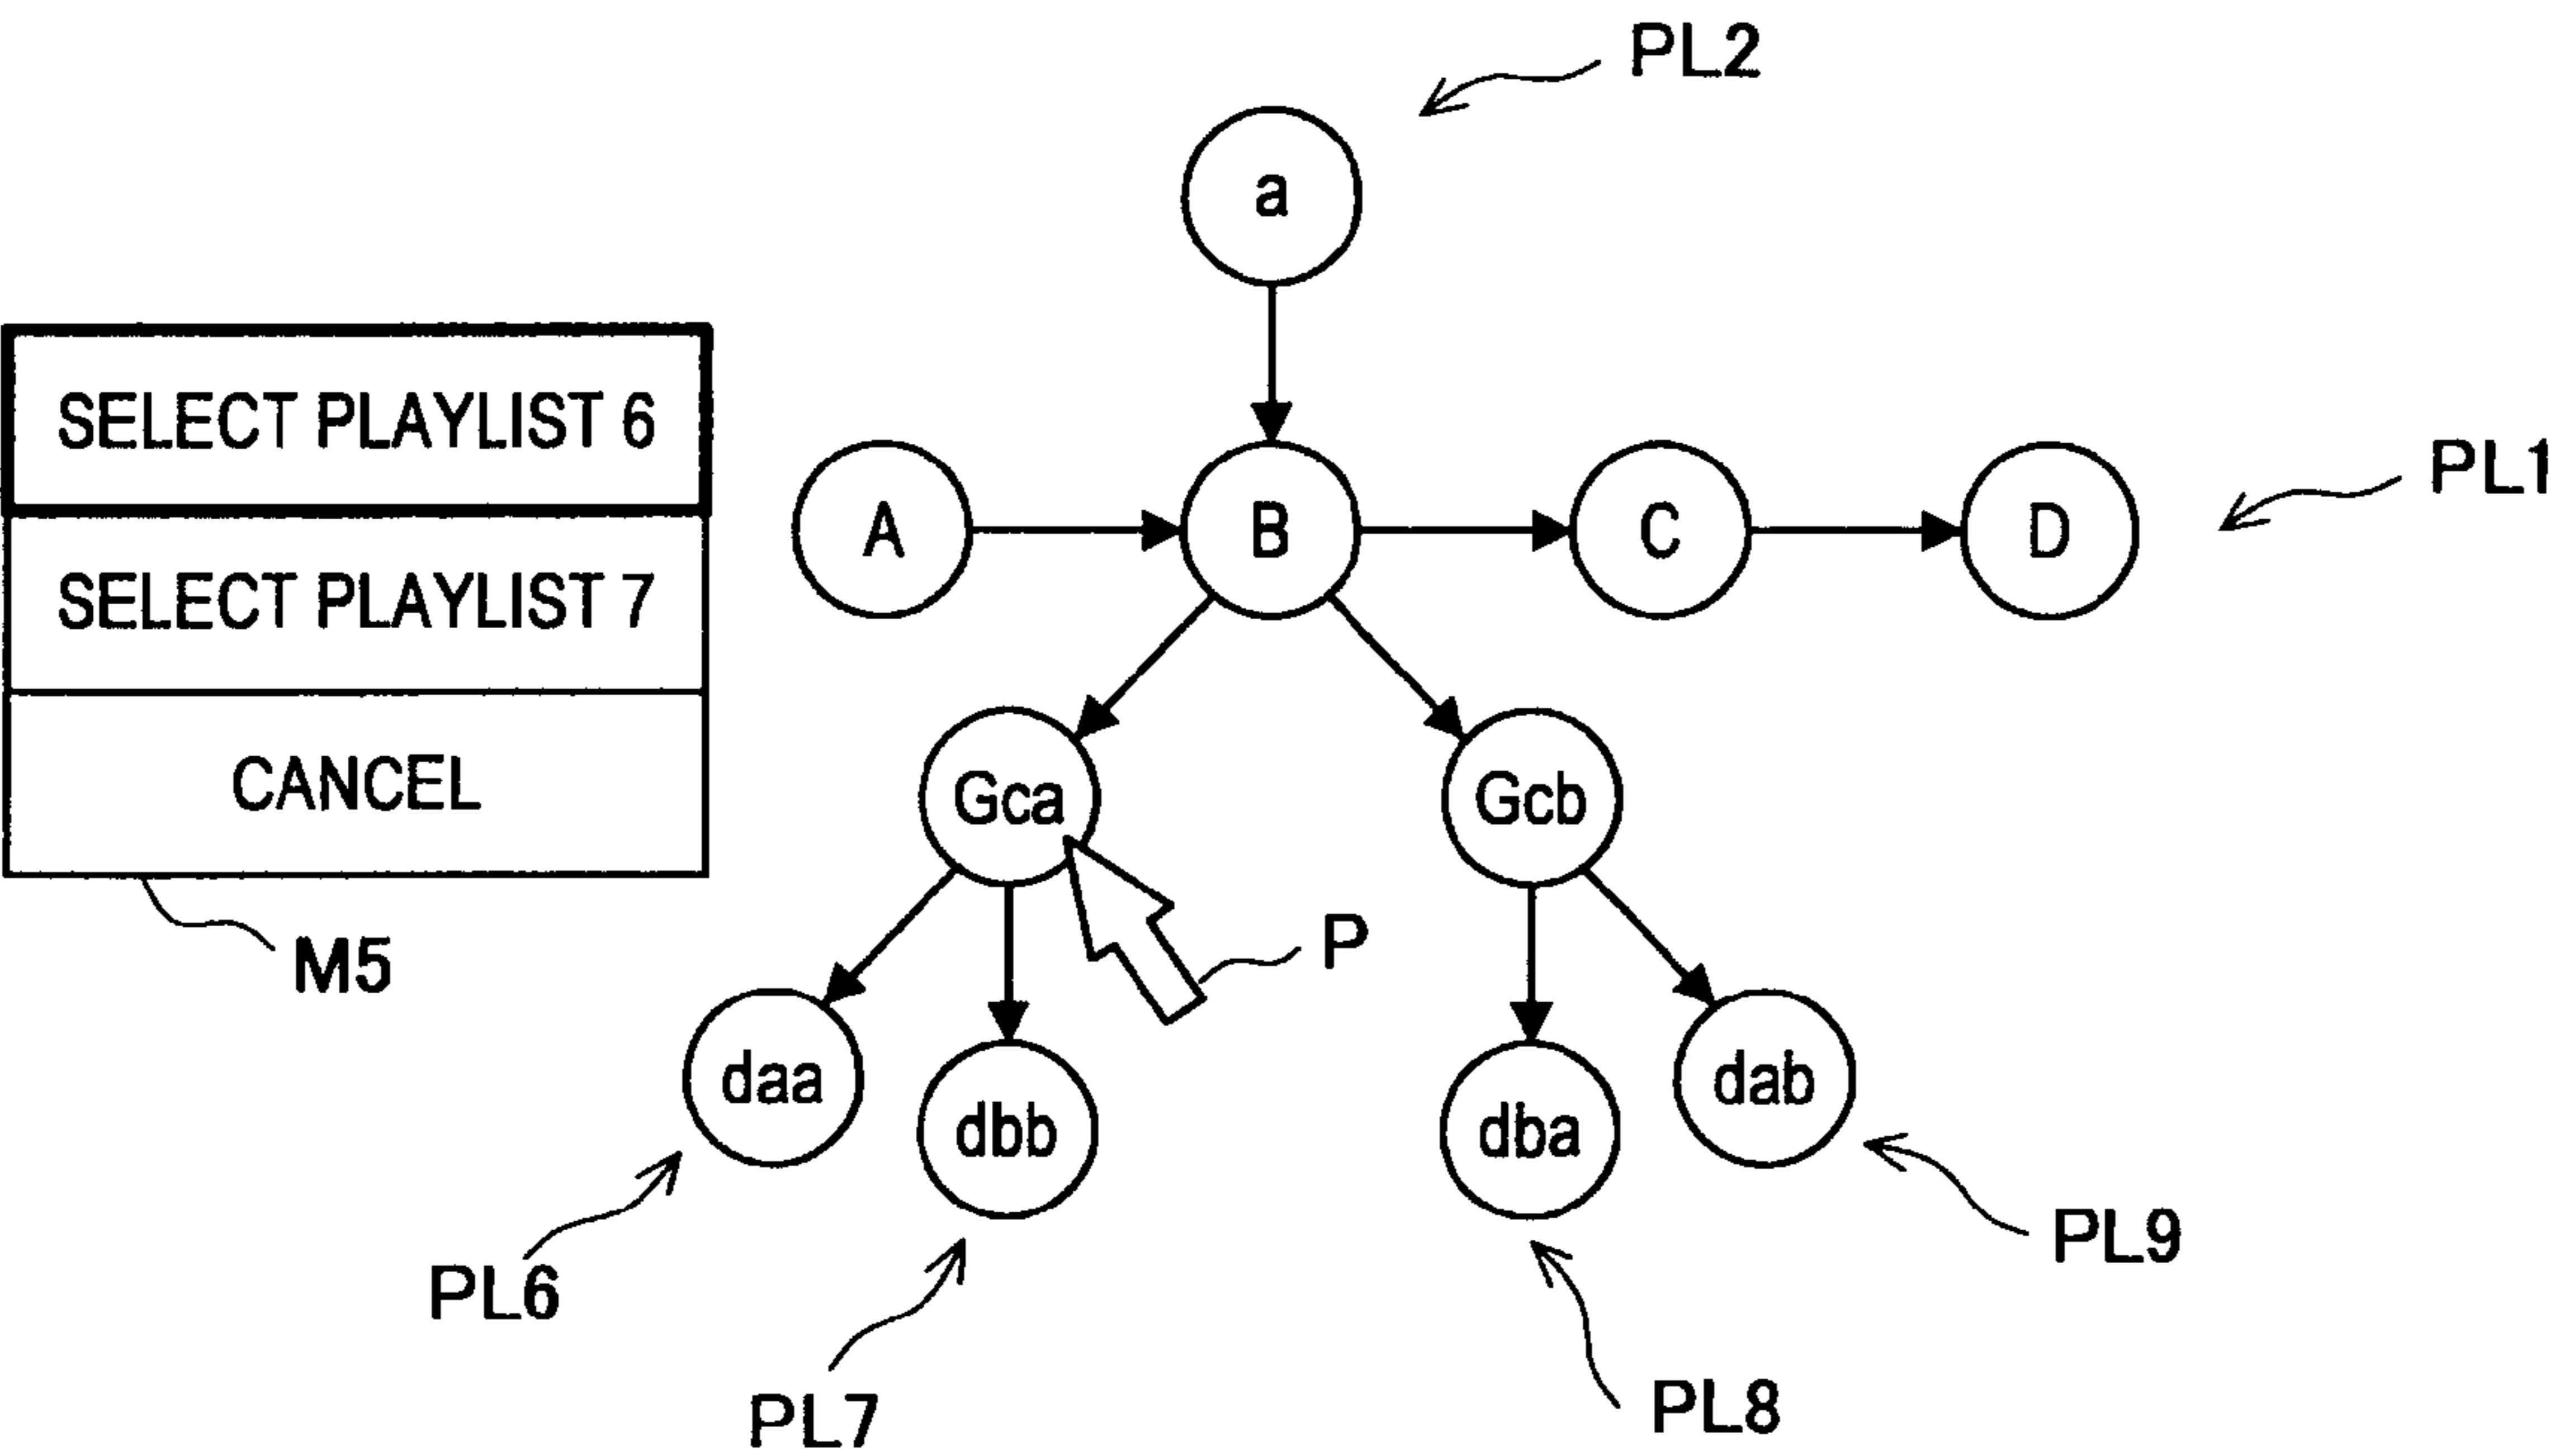 PL2
a
SELECT PLAYLIST 6
SELECT PLAYLIST 7
CANCEL
M5
A
B
C
D
PL1
Gca
Gcb
P
daa
dbb
dba
dab
PL6
PL7
PL8
PL9